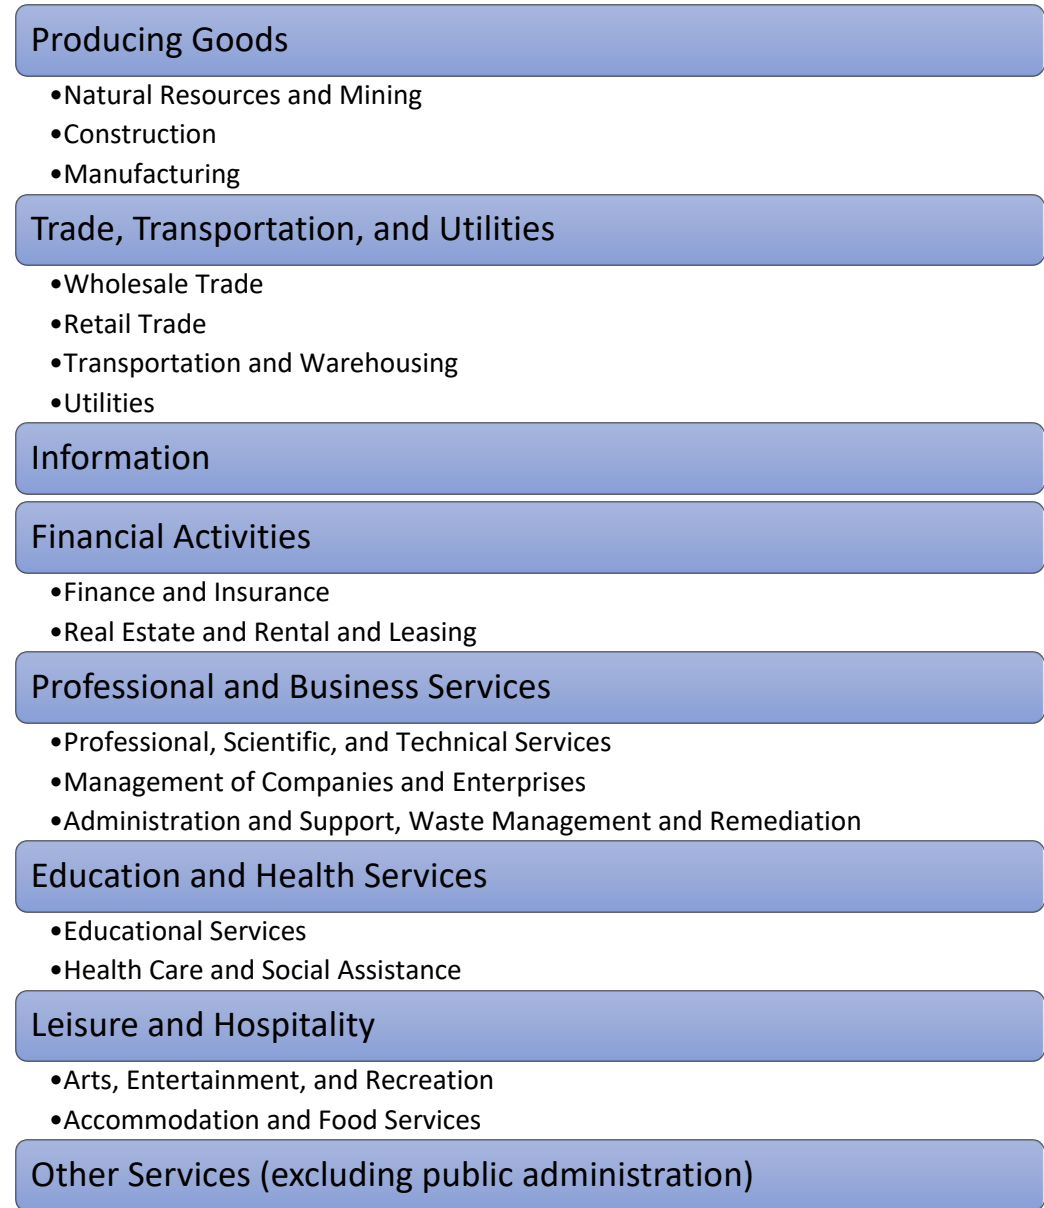 Producing Goods
•Natural Resources and Mining
•Construction
•Manufacturing
Trade, Transportation, and Utilities
•Wholesale Trade
•Retail Trade
•Transportation and Warehousing
•Utilities
Information
Financial Activities
•Finance and Insurance
•Real Estate and Rental and Leasing
Professional and Business Services
•Professional, Scientific, and Technical Services
•Management of Companies and Enterprises
•Administration and Support, Waste Management and Remediation
Education and Health Services
•Educational Services
•Health Care and Social Assistance
Leisure and Hospitality
•Arts, Entertainment, and Recreation
•Accommodation and Food Services
Other Services (excluding public administration)